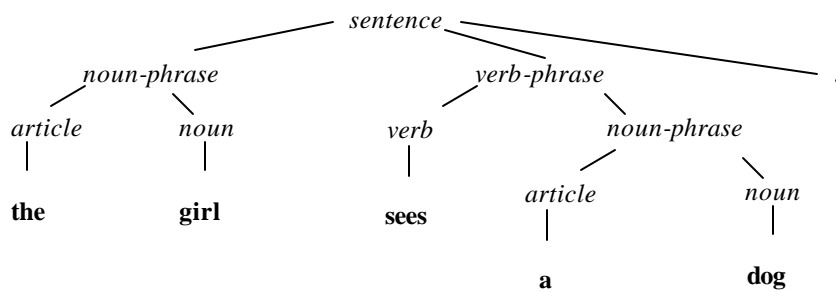 sentence
noun-phrase verb-phrase .
article noun verb noun-phrase
article noun
the girl sees
a dog